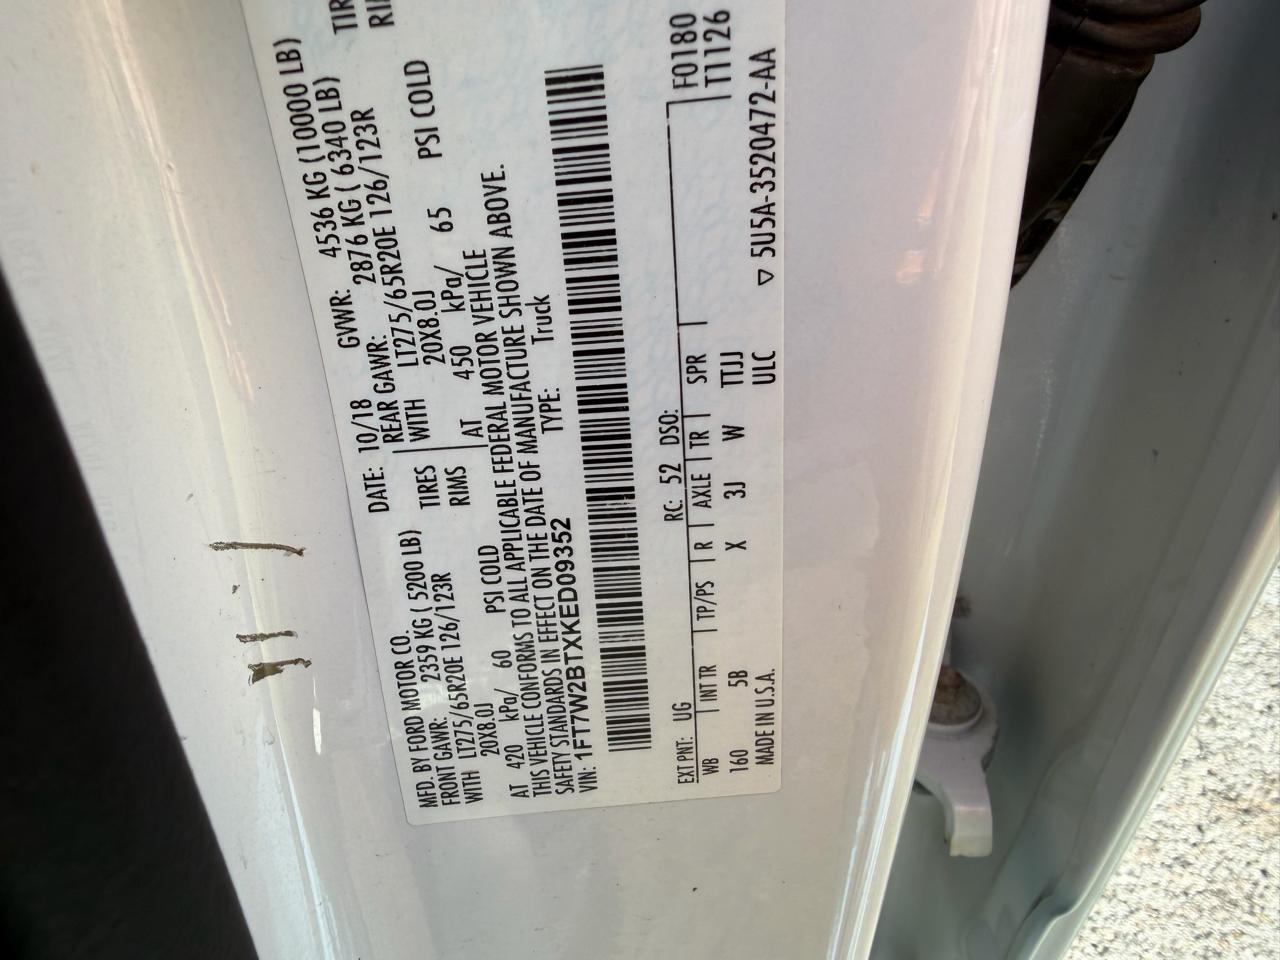 MFD. BY FORD MOTOR CO.
DATE: 10/18 GVWR: 4536 KG (10000 LB)
FRONT GAWR: 2359 KG ( 5200 LB)
REAR GAWR: 2876 KG ( 6340 LB)
WITH LT275/65R20E 126/123R
TIRES WITH LT275/65R20E 126/123R
20X8.0J
RIMS 20X8.0J
AT 420 kPa/ 60 PSI COLD
AT 450 kPa/ 65 PSI COLD
THIS VEHICLE CONFORMS TO ALL APPLICABLE FEDERAL MOTOR VEHICLE
SAFETY STANDARDS IN EFFECT ON THE DATE OF MANUFACTURE SHOWN ABOVE.
VIN: 1FT7W2BTXKED09352
TYPE: Truck
F0180
T1126
EXT PNT: UG RC: 52 DSO:
WB INT TR TP/PS R AXLE TR SPR
160 5B X 3J W TTJJ
MADE IN U.S.A. ULC
▽ 5U5A-3520472-AA